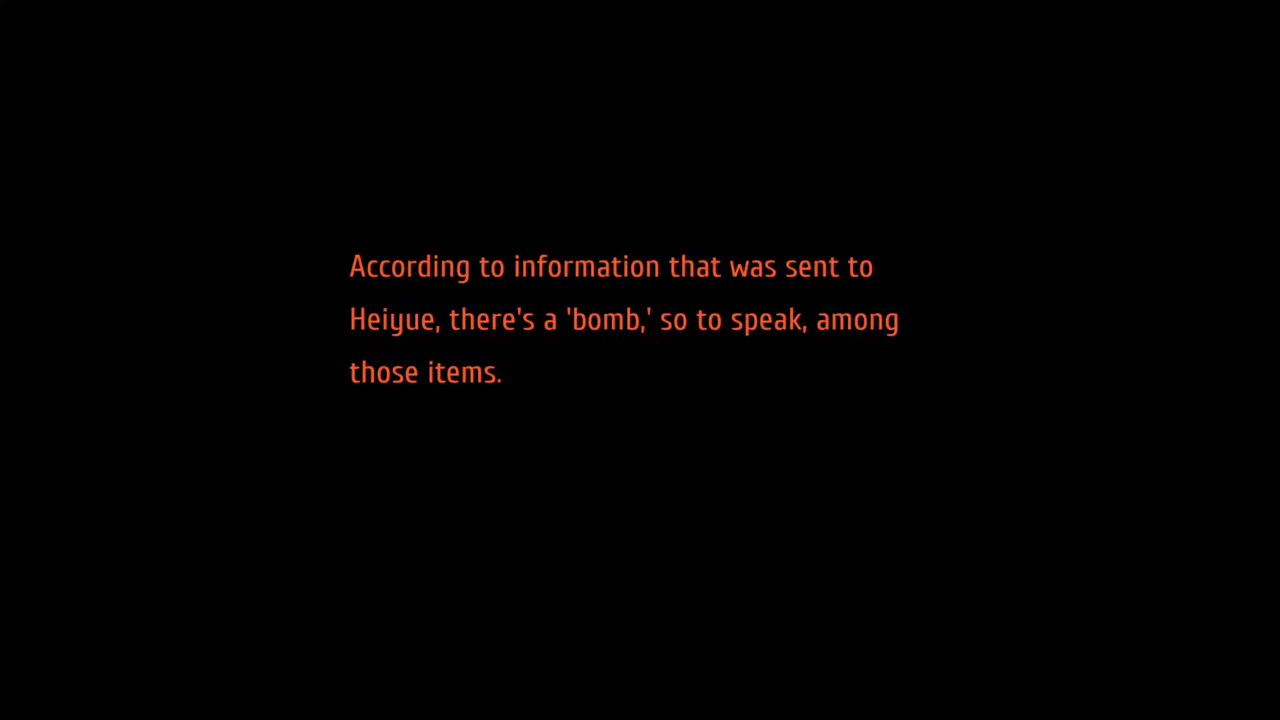 According to information that was sent to
Heiyue, there's a 'bomb,' so to speak, among
those items.